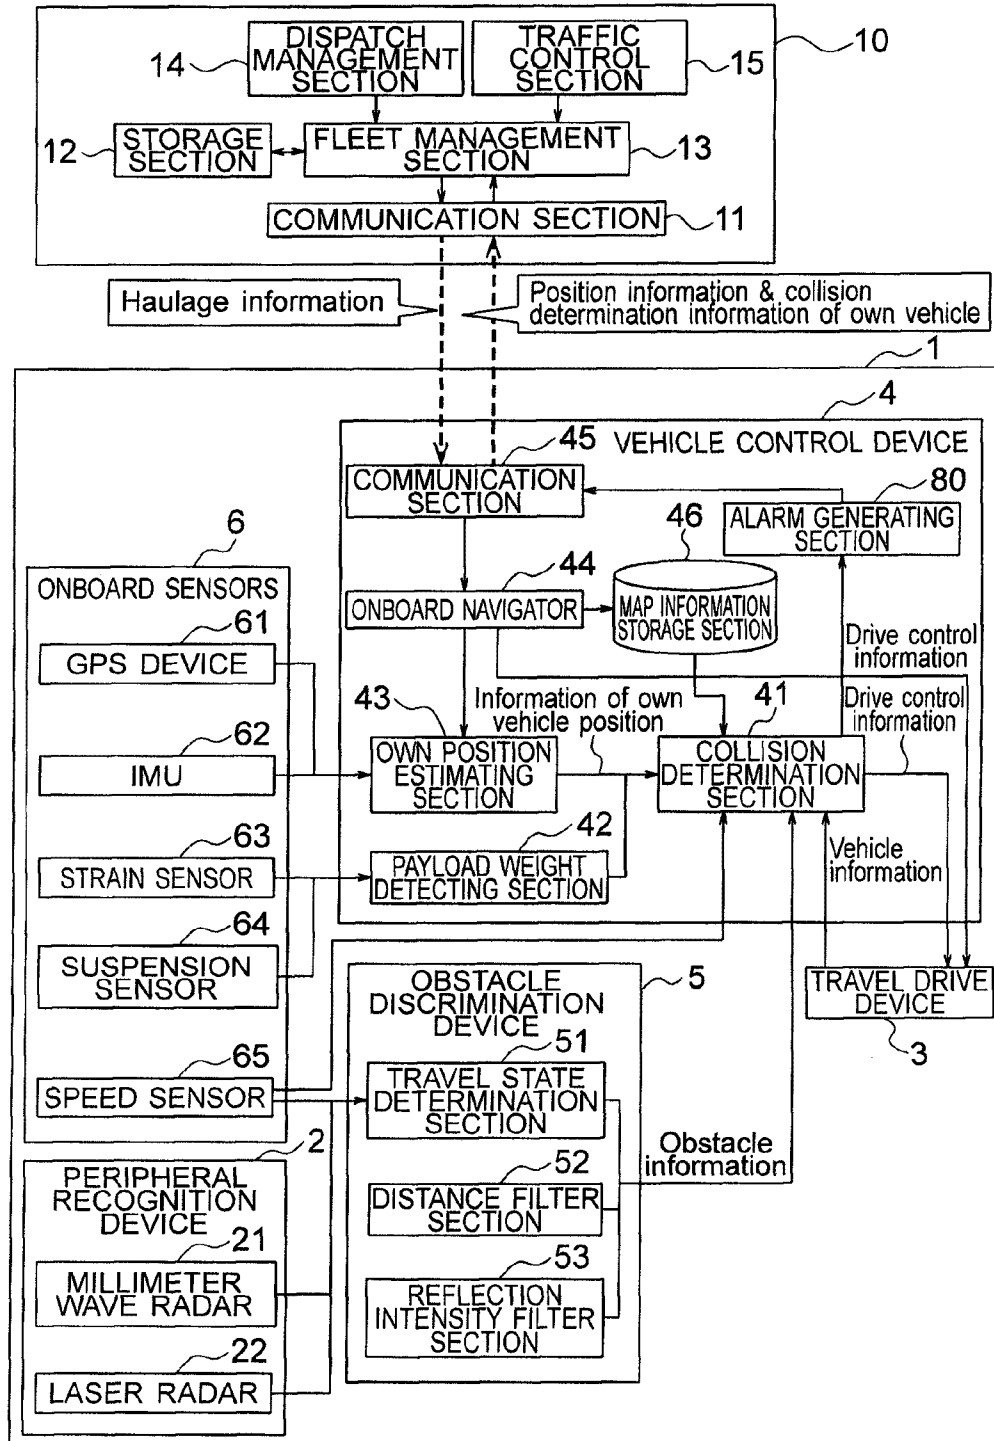 10
DISPATCH
MANAGEMENT
SECTION
14
TRAFFIC
CONTROL
SECTION
15
12
STORAGE
SECTION
FLEET MANAGEMENT
SECTION
13
COMMUNICATION SECTION
11
Haulage information
Position information & collision
determination information of own vehicle
1
4
VEHICLE CONTROL DEVICE
45
COMMUNICATION
SECTION
80
ALARM GENERATING
SECTION
46
MAP INFORMATION
STORAGE SECTION
44
ONBOARD NAVIGATOR
6
ONBOARD SENSORS
61
GPS DEVICE
62
IMU
63
STRAIN SENSOR
64
SUSPENSION
SENSOR
65
SPEED SENSOR
Drive control
information
Drive control
information
Information of own
vehicle position
43
OWN POSITION
ESTIMATING
SECTION
41
COLLISION
DETERMINATION
SECTION
42
PAYLOAD WEIGHT
DETECTING SECTION
Vehicle
information
TRAVEL DRIVE
DEVICE
3
5
OBSTACLE
DISCRIMINATION
DEVICE
51
TRAVEL STATE
DETERMINATION
SECTION
52
DISTANCE FILTER
SECTION
53
REFLECTION
INTENSITY FILTER
SECTION
Obstacle
information
2
PERIPHERAL
RECOGNITION
DEVICE
21
MILLIMETER
WAVE RADAR
22
LASER RADAR